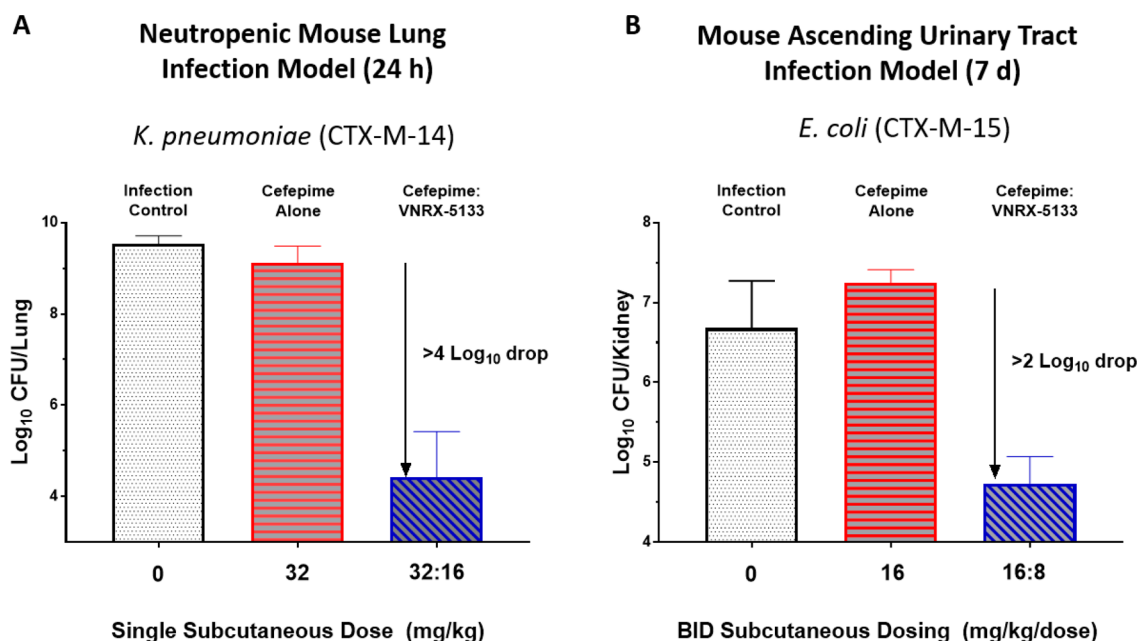 A
Neutropenic Mouse Lung
Infection Model (24 h)
K. pneumoniae (CTX-M-14)
Infection
Control
Cefepime
Alone
Cefepime:
VNRX-5133
Log10 CFU/Lung
10
8
6
4
>4 Log10 drop
0
32
32:16
Single Subcutaneous Dose (mg/kg)
B
Mouse Ascending Urinary Tract
Infection Model (7 d)
E. coli (CTX-M-15)
Infection
Control
Cefepime
Alone
Cefepime:
VNRX-5133
Log10 CFU/Kidney
8
7
6
5
4
>2 Log10 drop
0
16
16:8
BID Subcutaneous Dosing (mg/kg/dose)